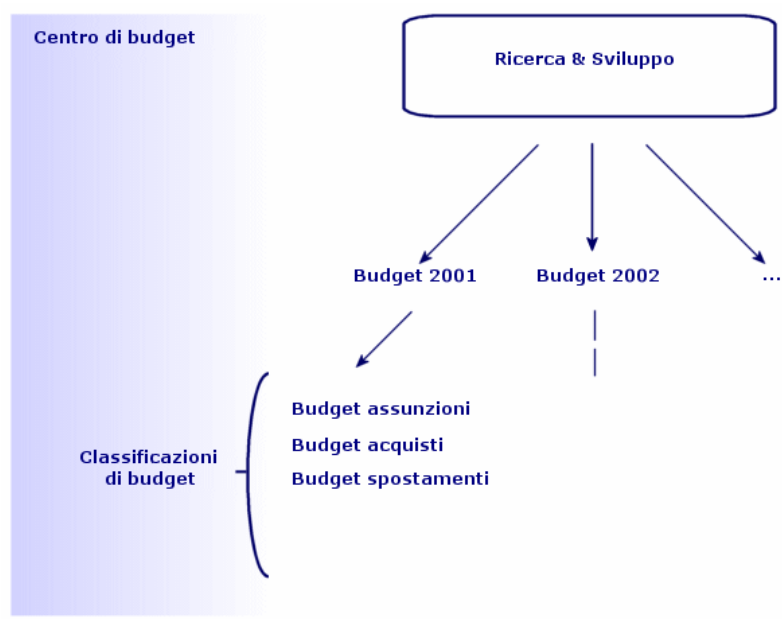 Centro di budget
Ricerca & Sviluppo
Budget 2001
Budget 2002
...
Budget assunzioni
Budget acquisti
Budget spostamenti
Classificazioni
di budget